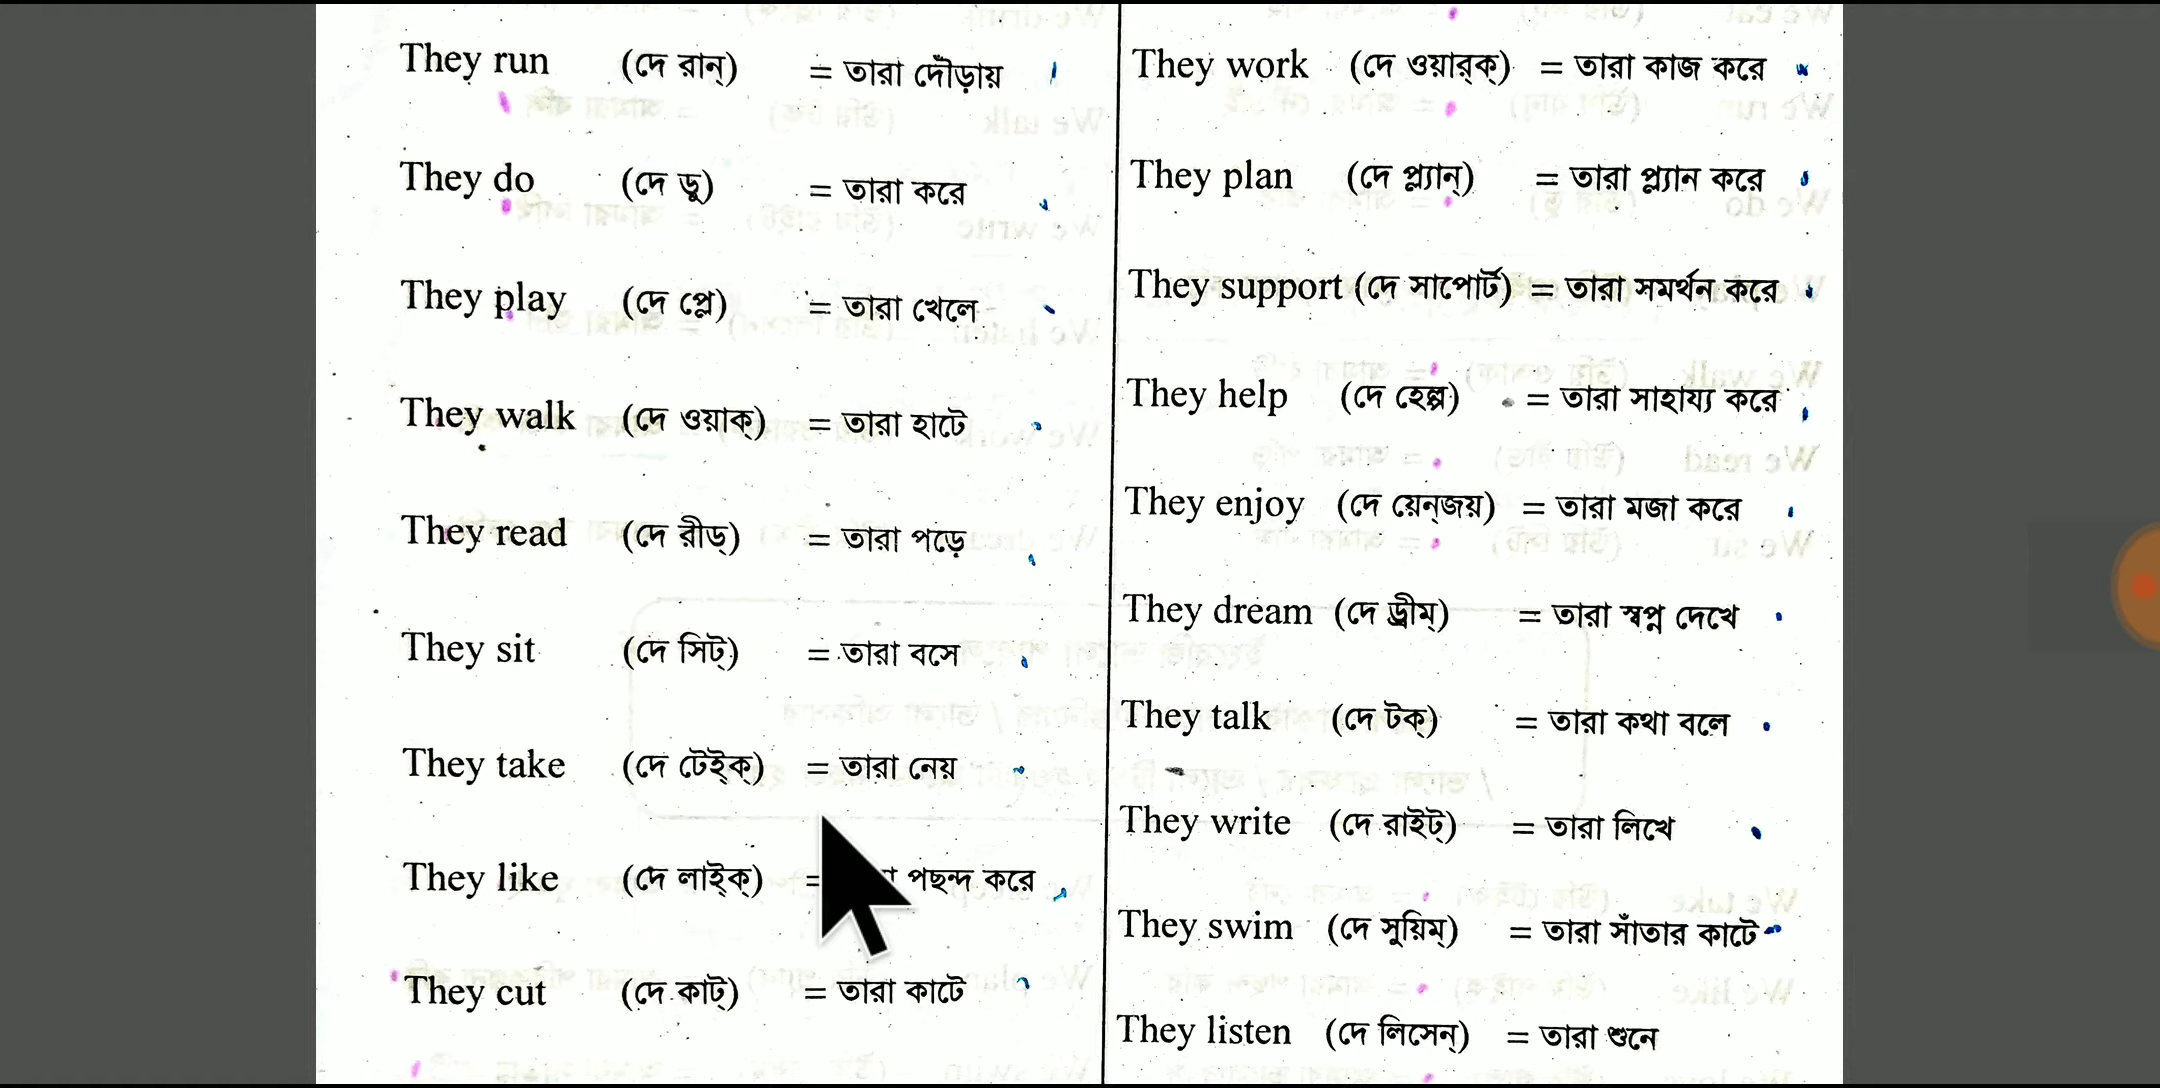 They run (দে রান্) = তারা দৌড়ায়
They do (দে ডু) = তারা করে
They play (দে প্লে) = তারা খেলে
They walk (দে ওয়াক্) = তারা হাটে
They read (দে রীড্) = তারা পড়ে
They sit (দে সিট্) = তারা বসে
They take (দে টেইক্) = তারা নেয়
They like (দে লাইক্) = পছন্দ করে
They cut (দে কাট্) = তারা কাটে
They work (দে ওয়ার্ক্) = তারা কাজ করে
They plan (দে প্ল্যান্) = তারা প্ল্যান করে
They support (দে সাপোর্ট) = তারা সমর্থন করে
They help (দে হেল্প) = তারা সাহায্য করে
They enjoy (দে য়েন্জয়) = তারা মজা করে
They dream (দে ড্রীম্) = তারা স্বপ্ন দেখে
They talk (দে টক্) = তারা কথা বলে
They write (দে রাইট্) = তারা লিখে
They swim (দে সুয়িম্) = তারা সাঁতার কাটে
They listen (দে লিসেন্) = তারা শুনে